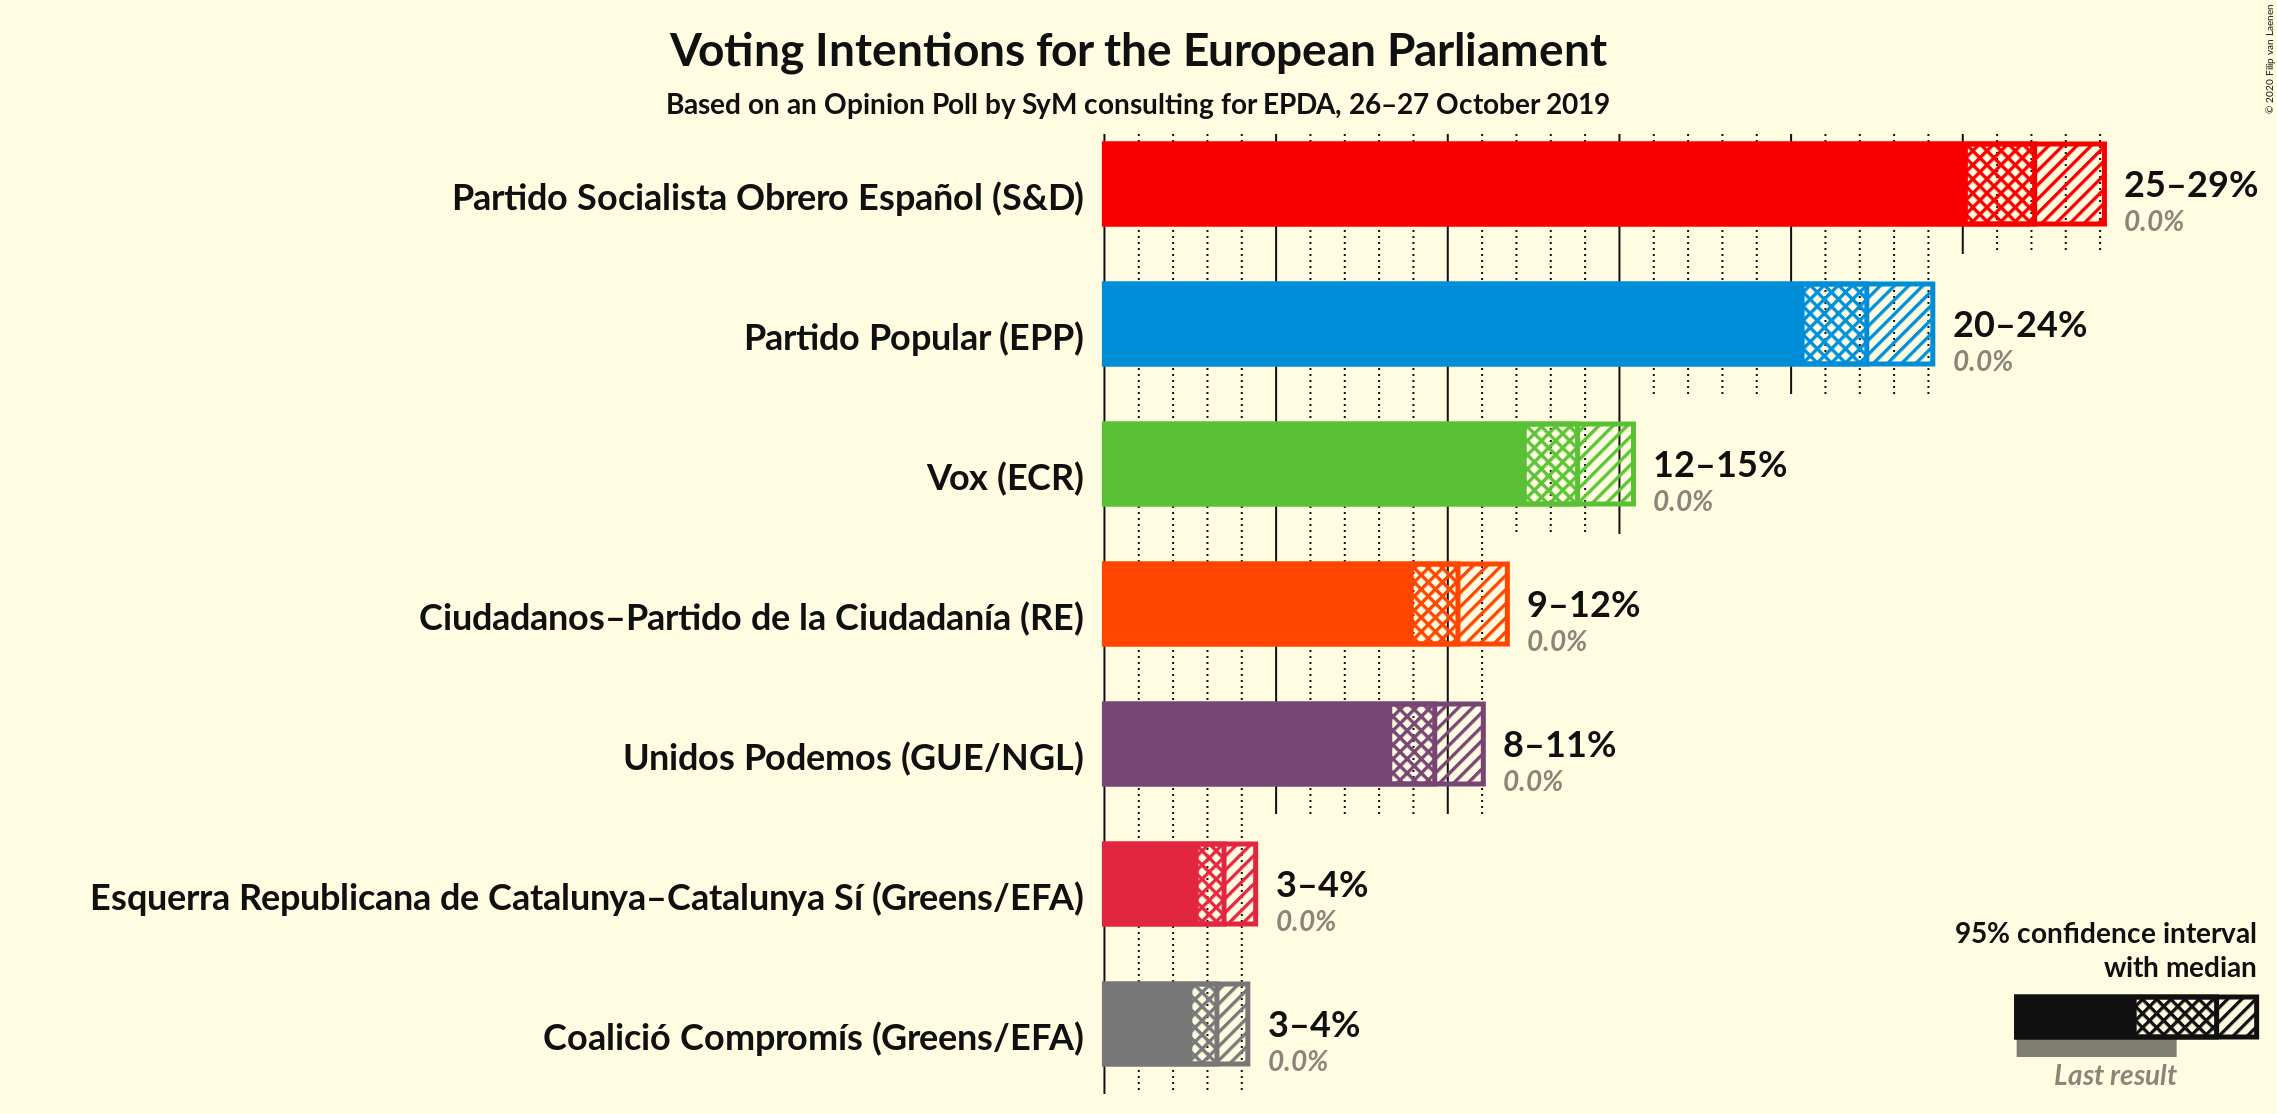 Voting Intentions for the European Parliament
Based on an Opinion Poll by SyM consulting for EPDA, 26–27 October 2019
© 2020 Filip van Laenen
Partido Socialista Obrero Español (S&D)
25–29%
0.0%
Partido Popular (EPP)
20–24%
0.0%
Vox (ECR)
12–15%
0.0%
Ciudadanos–Partido de la Ciudadanía (RE)
9–12%
0.0%
Unidos Podemos (GUE/NGL)
8–11%
0.0%
Esquerra Republicana de Catalunya–Catalunya Sí (Greens/EFA)
3–4%
0.0%
Coalició Compromís (Greens/EFA)
3–4%
0.0%
95% confidence interval
with median
Last result